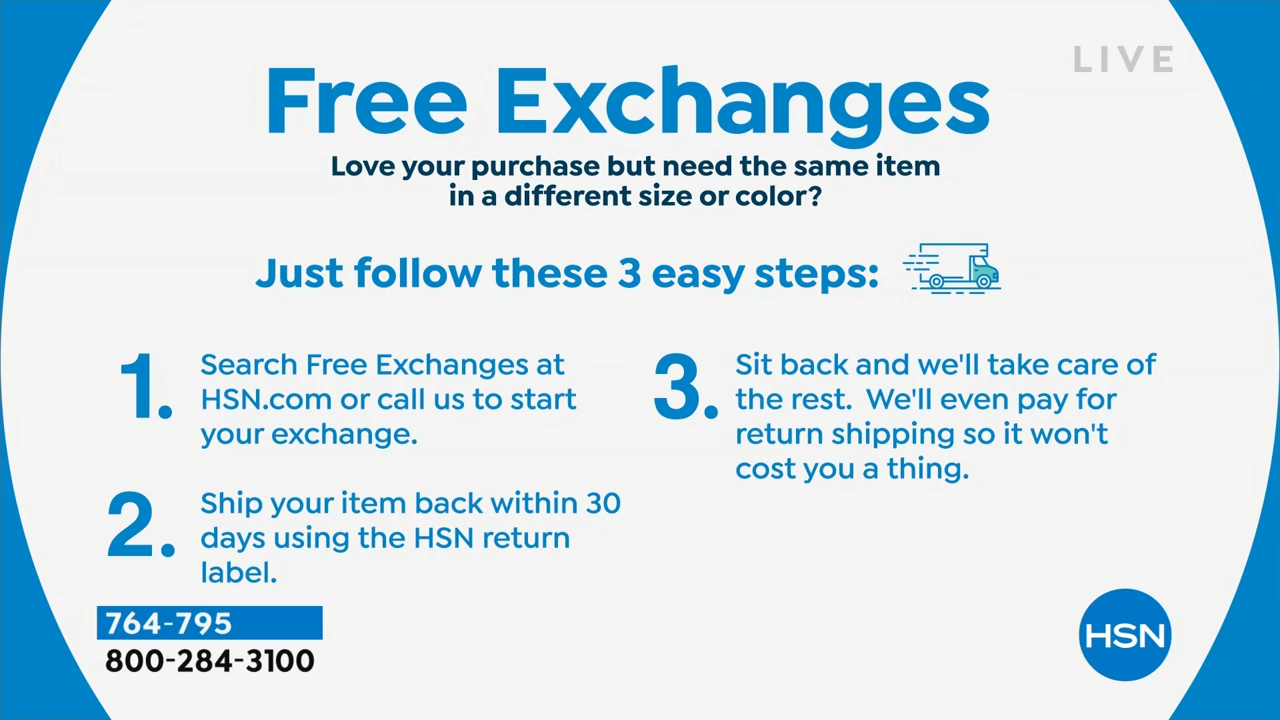 LIVE
Free Exchanges
Love your purchase but need the same item
in a different size or color?
Just follow these 3 easy steps:
1. Search Free Exchanges at
HSN.com or call us to start
your exchange.
2. Ship your item back within 30
days using the HSN return
label.
3. Sit back and we'll take care of
the rest.  We'll even pay for
return shipping so it won't
cost you a thing.
764-795
800-284-3100
HSN